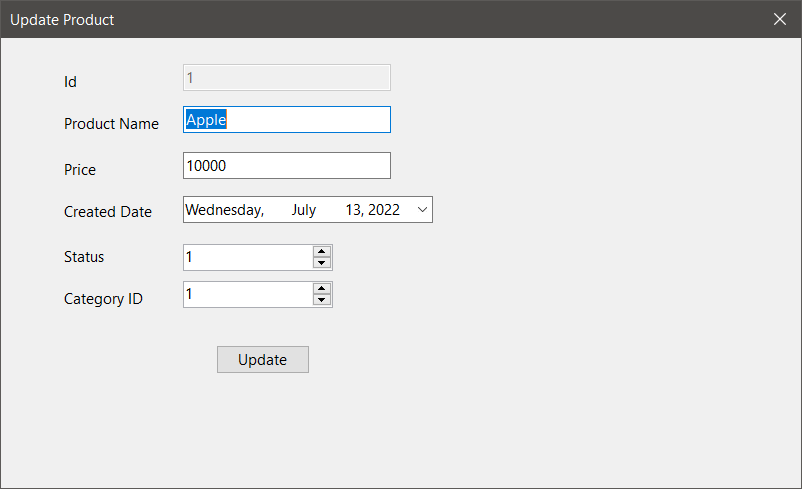 Update Product
Id 1
Product Name Apple
Price 10000
Created Date Wednesday, July 13, 2022
Status 1
Category ID 1
Update